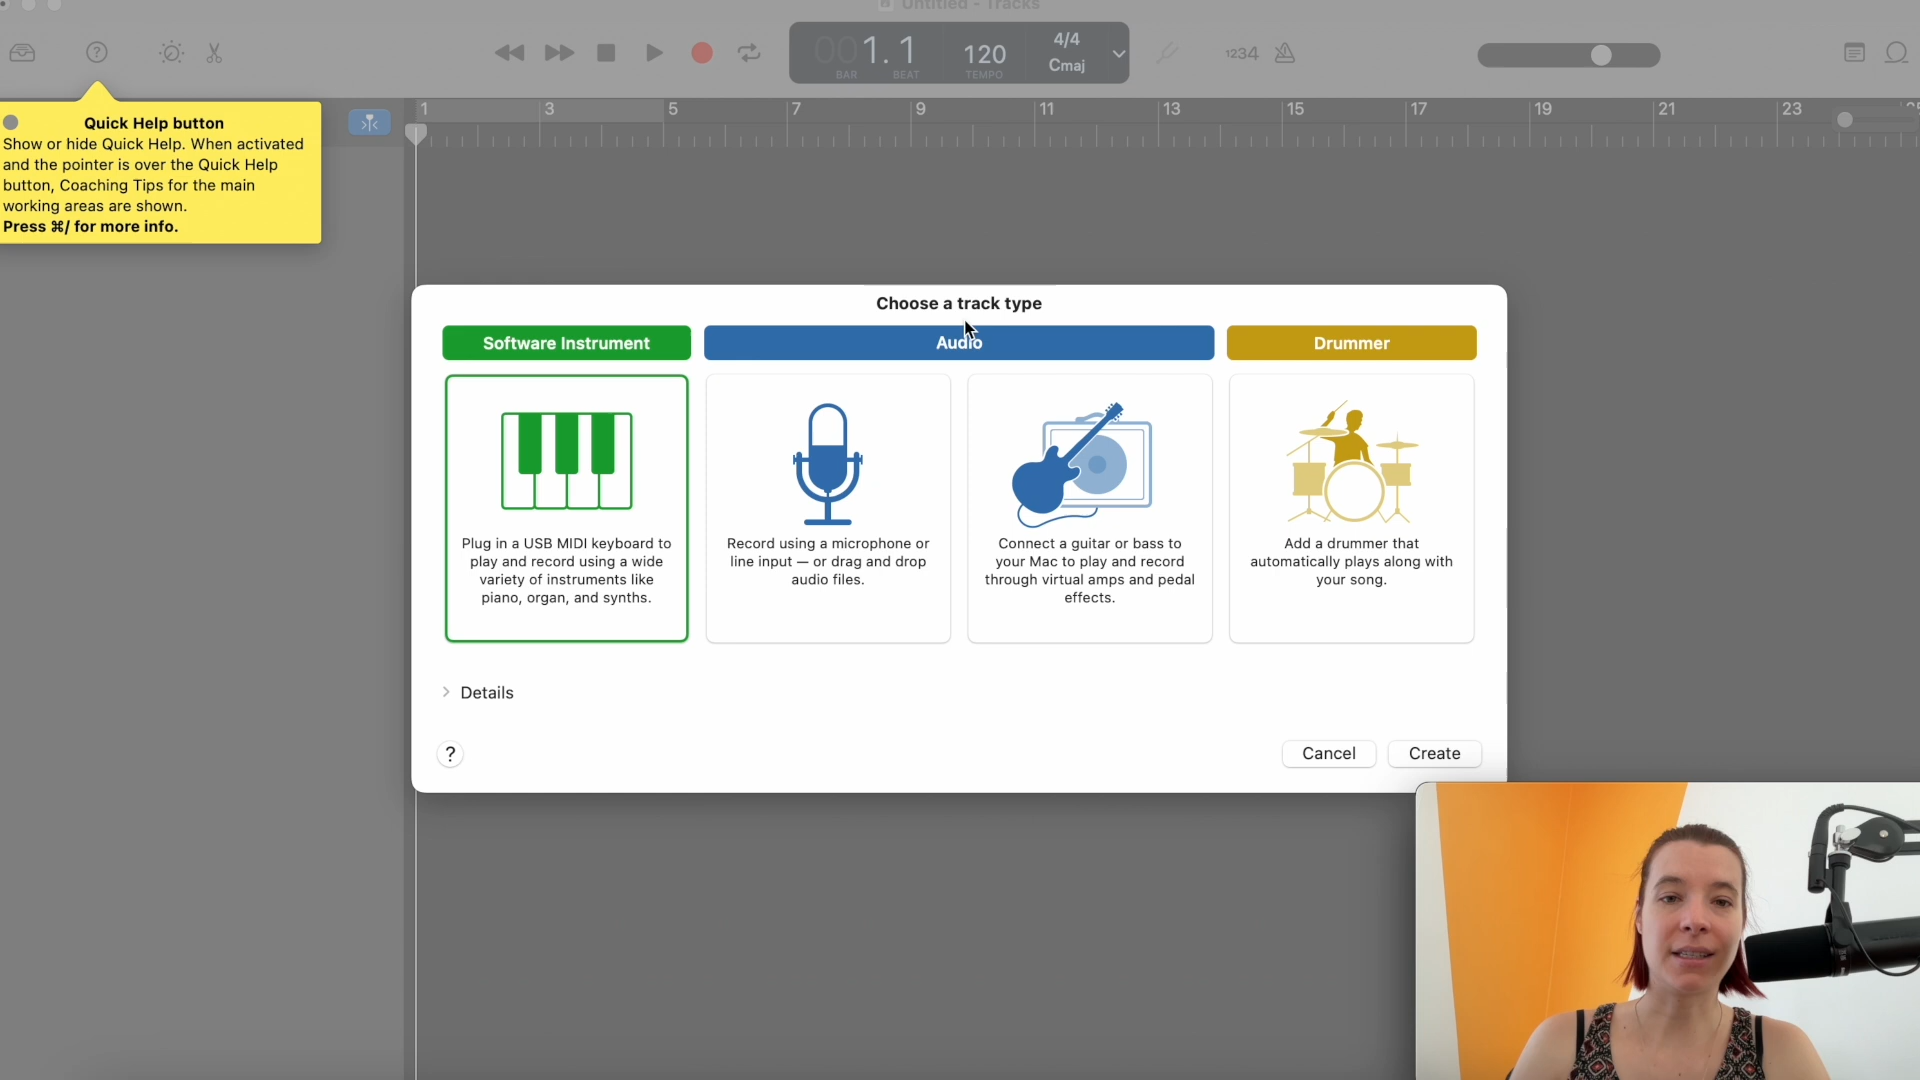 Untitled - Tracks
001.1
BAR BEAT
120
TEMPO
4/4
Cmaj
1234
1 3 5 7 9 11 13 15 17 19 21 23
Quick Help button
Show or hide Quick Help. When activated
and the pointer is over the Quick Help
button, Coaching Tips for the main
working areas are shown.
Press ⌘/ for more info.
Choose a track type
Software Instrument
Audio
Drummer
Plug in a USB MIDI keyboard to
play and record using a wide
variety of instruments like
piano, organ, and synths.
Record using a microphone or
line input — or drag and drop
audio files.
Connect a guitar or bass to
your Mac to play and record
through virtual amps and pedal
effects.
Add a drummer that
automatically plays along with
your song.
Details
?
Cancel
Create